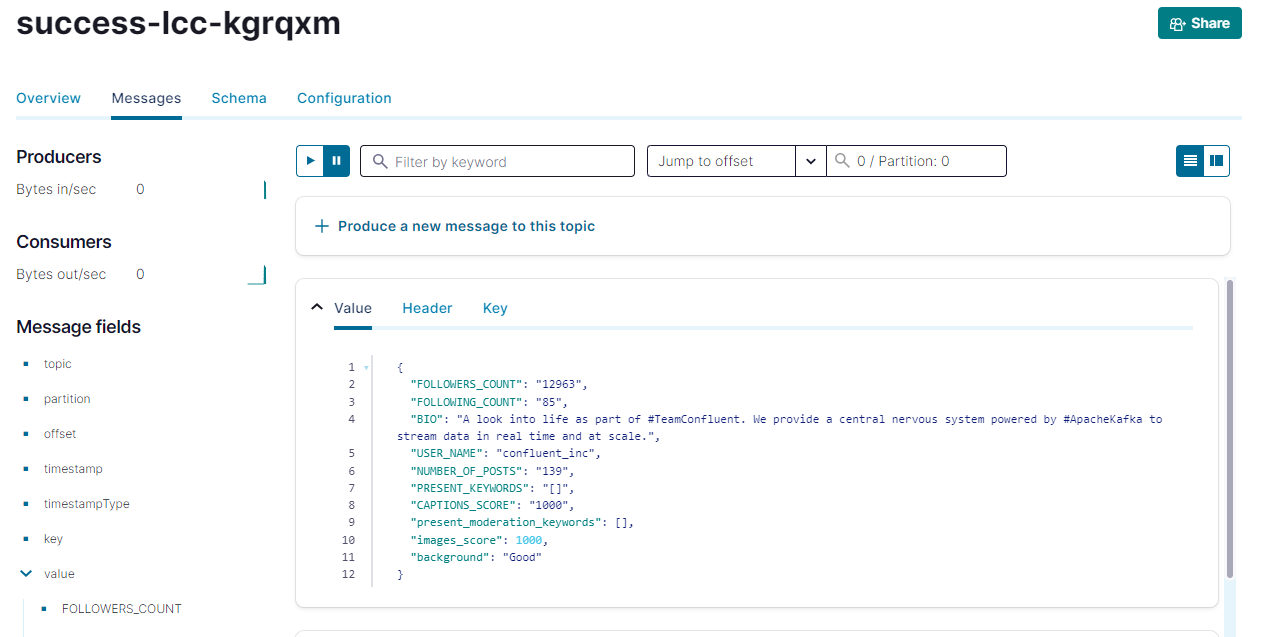 success-lcc-kgrqxm
Share
Overview
Messages
Schema
Configuration
Producers
Bytes in/sec 0
Consumers
Bytes out/sec 0
Message fields
topic
partition
offset
timestamp
timestampType
key
value
FOLLOWERS_COUNT
Filter by keyword
Jump to offset
0 / Partition: 0
Produce a new message to this topic
Value
Header
Key
1 {
2 "FOLLOWERS_COUNT": "12963",
3 "FOLLOWING_COUNT": "85",
4 "BIO": "A look into life as part of #TeamConfluent. We provide a central nervous system powered by #ApacheKafka to
stream data in real time and at scale.",
5 "USER_NAME": "confluent_inc",
6 "NUMBER_OF_POSTS": "139",
7 "PRESENT_KEYWORDS": "[]",
8 "CAPTIONS_SCORE": "1000",
9 "present_moderation_keywords": [],
10 "images_score": 1000,
11 "background": "Good"
12 }